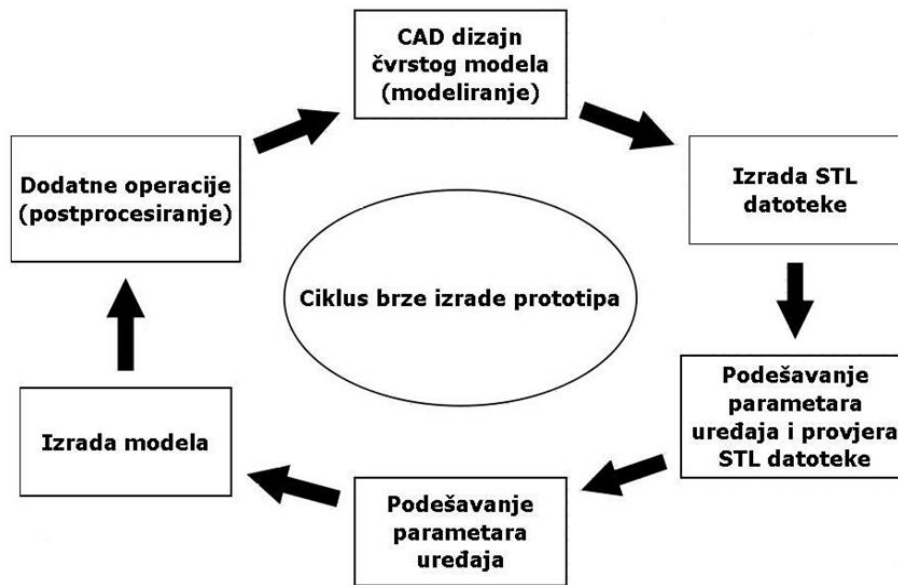 CAD dizajn
čvrstog modela
(modeliranje)
Izrada STL
datoteke
Podešavanje
parametara
uređaja i provjera
STL datoteke
Podešavanje
parametara
uređaja
Izrada modela
Dodatne operacije
(postprocesiranje)
Ciklus brze izrade prototipa